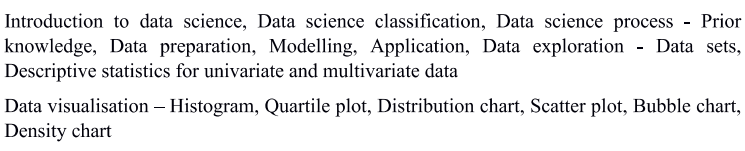 Introduction to data science, Data science classification, Data science process - Prior
knowledge, Data preparation, Modelling, Application, Data exploration - Data sets,
Descriptive statistics for univariate and multivariate data
Data visualisation – Histogram, Quartile plot, Distribution chart, Scatter plot, Bubble chart,
Density chart